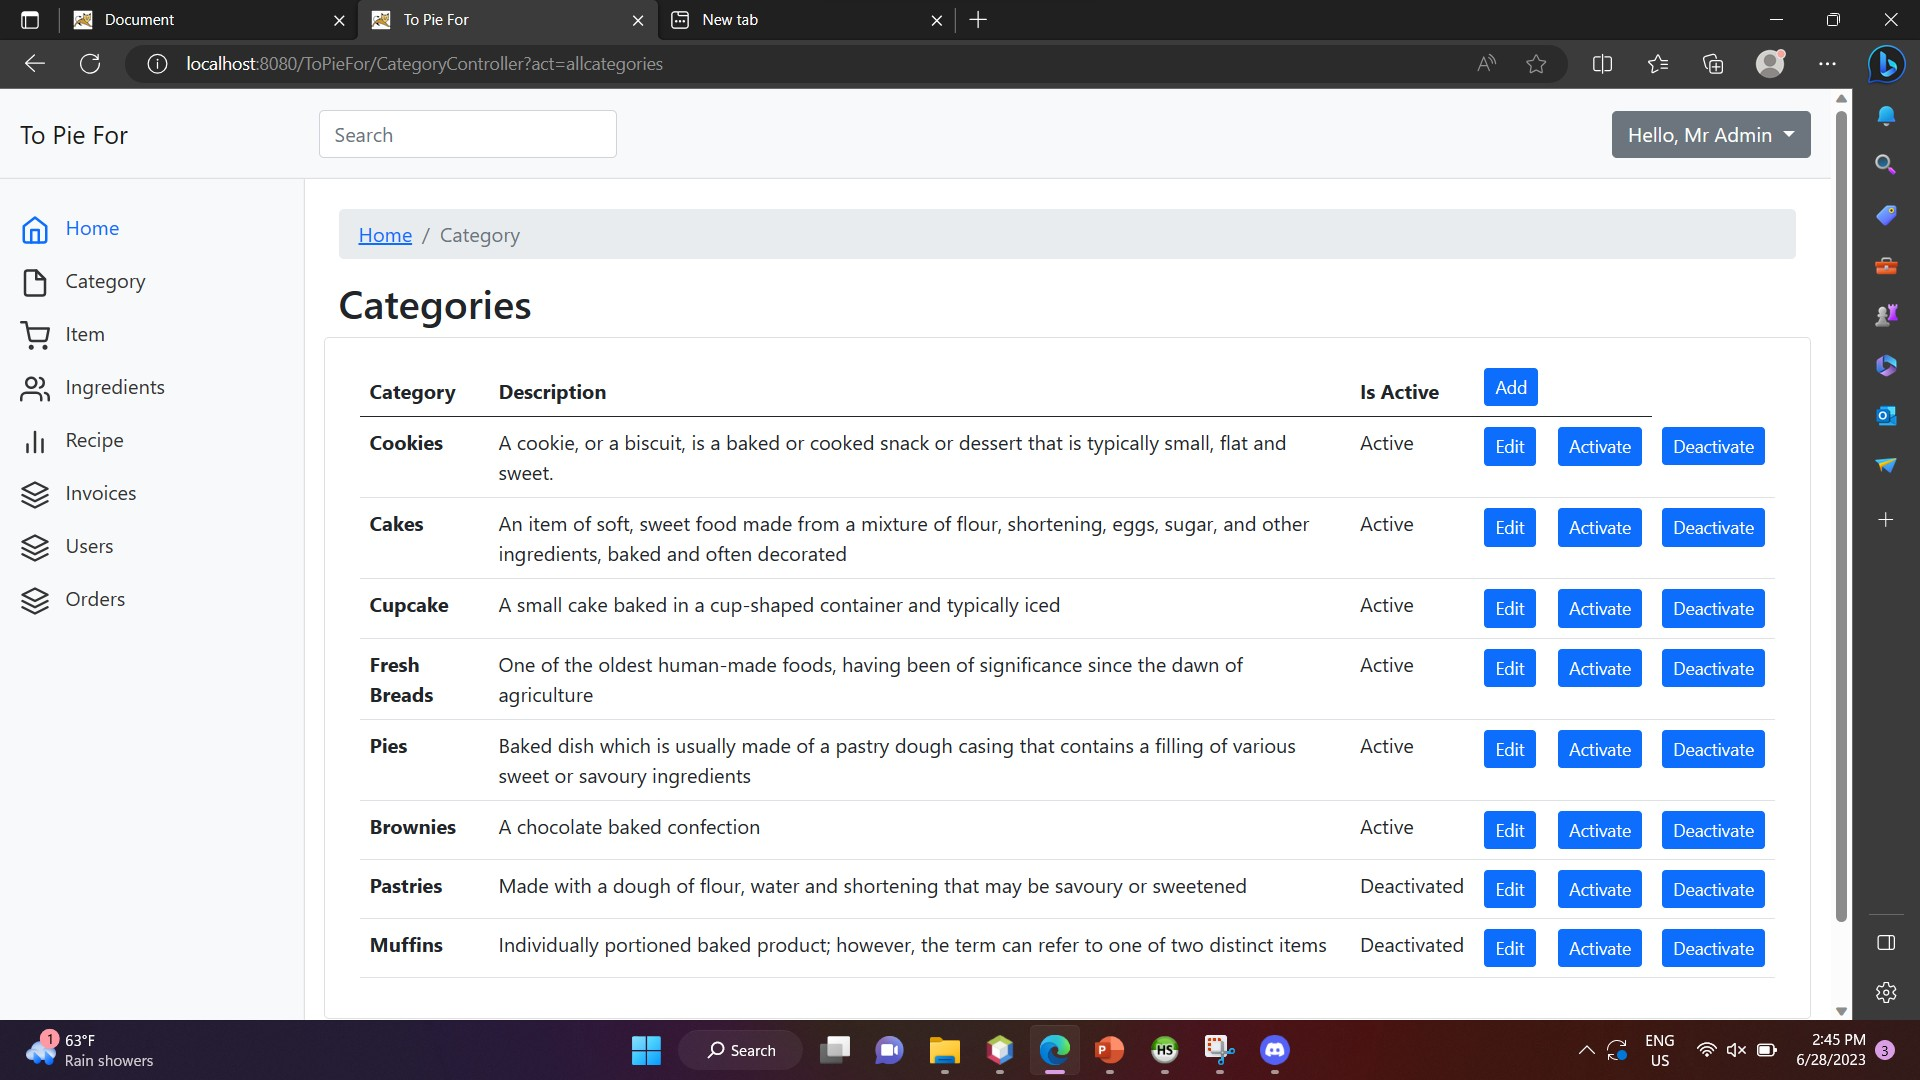 Document
To Pie For
New tab
localhost:8080/ToPieFor/CategoryController?act=allcategories
To Pie For
Search
Hello, Mr Admin
Home
Category
Item
Ingredients
Recipe
Invoices
Users
Orders
Home / Category
Categories
Category Description Is Active Add
Cookies A cookie, or a biscuit, is a baked or cooked snack or dessert that is typically small, flat and Active Edit Activate Deactivate
sweet.
Cakes An item of soft, sweet food made from a mixture of flour, shortening, eggs, sugar, and other Active Edit Activate Deactivate
ingredients, baked and often decorated
Cupcake A small cake baked in a cup-shaped container and typically iced Active Edit Activate Deactivate
Fresh One of the oldest human-made foods, having been of significance since the dawn of Active Edit Activate Deactivate
Breads agriculture
Pies Baked dish which is usually made of a pastry dough casing that contains a filling of various Active Edit Activate Deactivate
sweet or savoury ingredients
Brownies A chocolate baked confection Active Edit Activate Deactivate
Pastries Made with a dough of flour, water and shortening that may be savoury or sweetened Deactivated Edit Activate Deactivate
Muffins Individually portioned baked product; however, the term can refer to one of two distinct items Deactivated Edit Activate Deactivate
1
63°F
Rain showers
Search
P
HS
ENG
US
2:45 PM
6/28/2023
3